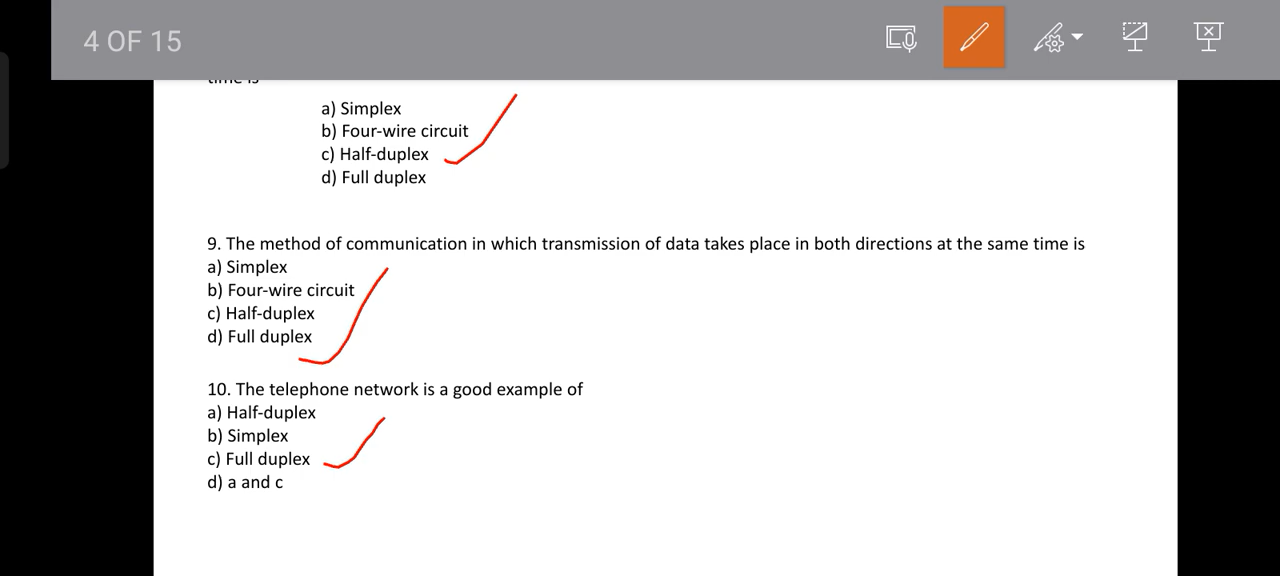 4 OF 15
time is
a) Simplex
b) Four-wire circuit
c) Half-duplex
d) Full duplex
9. The method of communication in which transmission of data takes place in both directions at the same time is
a) Simplex
b) Four-wire circuit
c) Half-duplex
d) Full duplex
10. The telephone network is a good example of
a) Half-duplex
b) Simplex
c) Full duplex
d) a and c